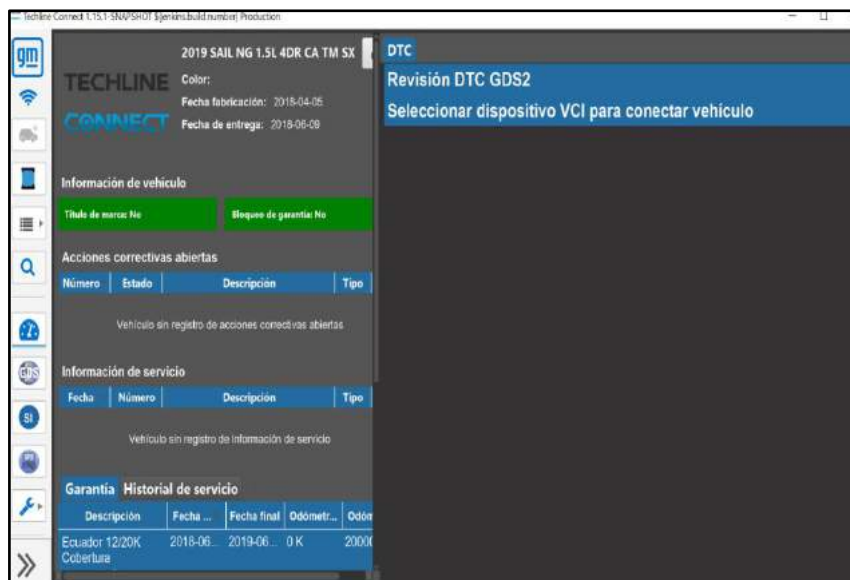 Techline Connect 1.15.1-SNAPSHOT ${jenkins.build.number} Production
gm
2019 SAIL NG 1.5L 4DR CA TM SX
TECHLINE
CONNECT
Color:
Fecha fabricación: 2018-04-05
Fecha de entrega: 2018-06-09
Información de vehículo
Título de marca: No
Bloqueo de garantía: No
Acciones correctivas abiertas
Número Estado Descripción Tipo
Vehículo sin registro de acciones correctivas abiertas
Información de servicio
Fecha Número Descripción Tipo
Vehículo sin registro de información de servicio
Garantía Historial de servicio
Descripción Fecha ... Fecha final Odómetr... Odóm
Ecuador 12/20K 2018-06... 2019-06... 0 K 20000
Cobertura
GDS
SI
DTC
Revisión DTC GDS2
Seleccionar dispositivo VCI para conectar vehículo